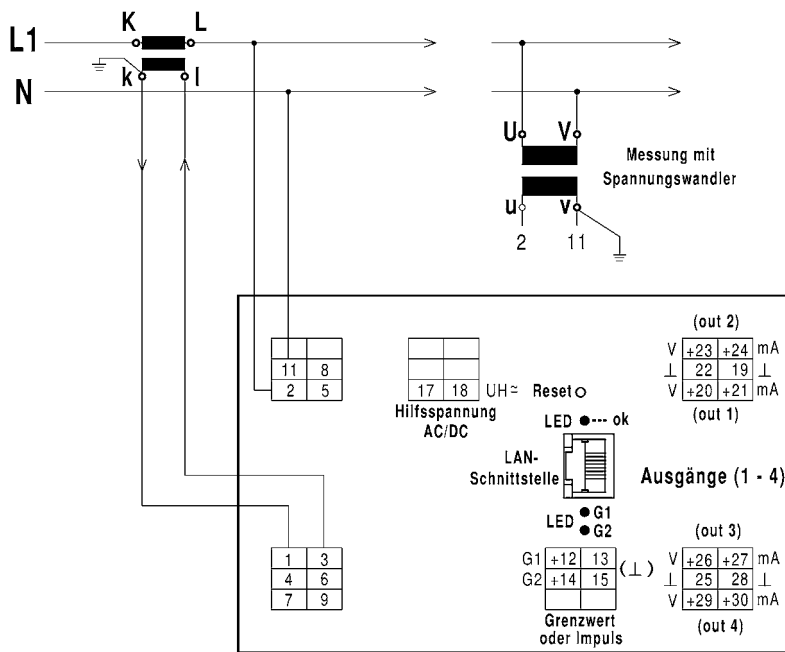 K L
L1
k l
N
U V
Messung mit
Spannungswandler
u v
2 11
(out 2)
V +23 +24 mA
⊥ 22 19 ⊥
V +20 +21 mA
(out 1)
11 8
2 5
17 18 UH≃
Hilfsspannung
AC/DC
Reset
LED --- ok
LAN-
Schnittstelle
Ausgänge (1 - 4)
LED G1
G2
(out 3)
1 3
4 6
7 9
G1 +12 13 (⊥)
G2 +14 15
Grenzwert
oder Impuls
V +26 +27 mA
⊥ 25 28 ⊥
V +29 +30 mA
(out 4)